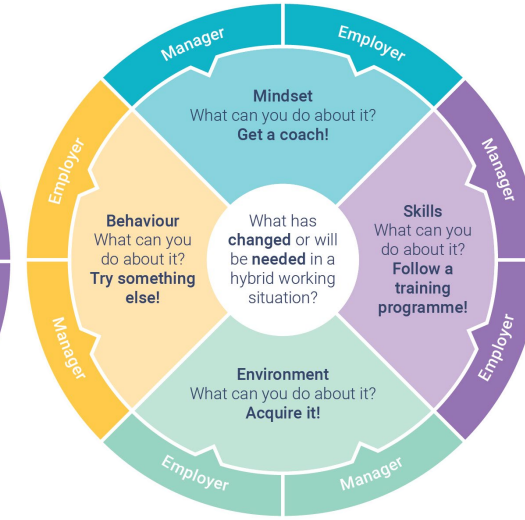 Manager
Employer
Mindset
What can you do about it?
Get a coach!
Employer
Manager
Behaviour
What can you
do about it?
Try something
else!
What has
changed or will
be needed in a
hybrid working
situation?
Skills
What can you
do about it?
Follow a
training
programme!
Manager
Employer
Environment
What can you do about it?
Acquire it!
Employer
Manager